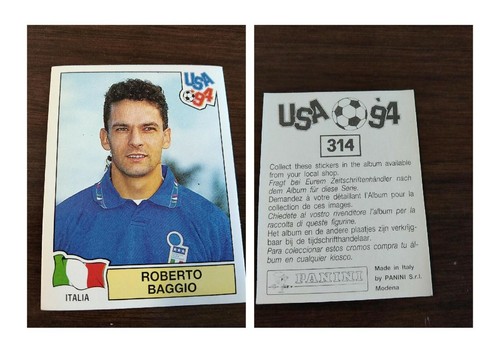 USA
94
ROBERTO
BAGGIO
ITALIA
USA 94
314
Collect these stickers in the album available
from your local shop.
Fragt bei Eurem Zeitschriftenhändler nach
dem Album für diese Serie.
Demandez à votre détaillant l'Album pour la
collection de ces images.
Chiedete al vostro rivenditore l'album per la
raccolta di queste figurine.
Het album en de andere plaatjes zijn verkrijg-
baar bij de tijdschrifthandelaar.
Para coleccionar estos cromos compra tu ál-
bum en cualquier kiosco.
PANINI
Made in Italy
by PANINI S.r.l.
Modena